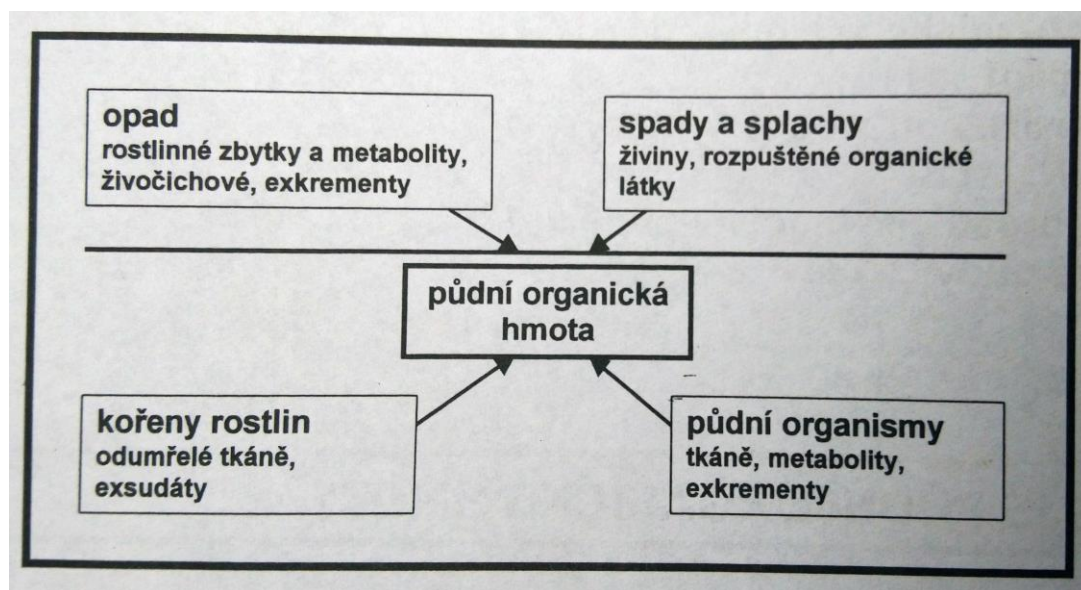 opad
rostlinné zbytky a metabolity,
živočichové, exkrementy
spady a splachy
živiny, rozpuštěné organické
látky
půdní organická
hmota
kořeny rostlin
odumřelé tkáně,
exsudáty
půdní organismy
tkáně, metabolity,
exkrementy